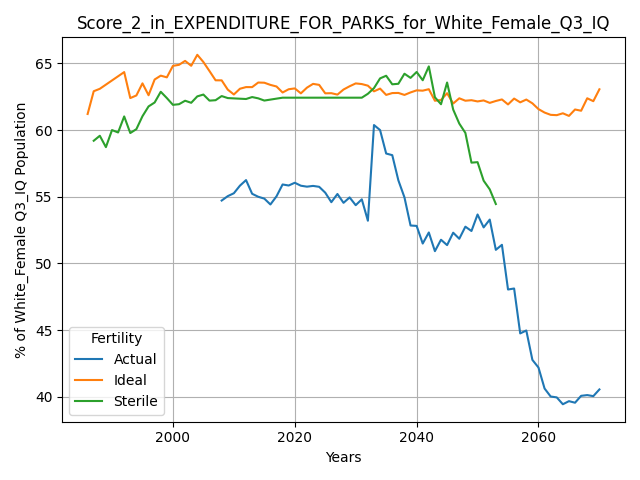 Score_2_in_EXPENDITURE_FOR_PARKS_for_White_Female_Q3_IQ
% of White_Female Q3_IQ Population
65
60
55
50
45
40
Fertility
Actual
Ideal
Sterile
2000 2020 2040 2060
Years